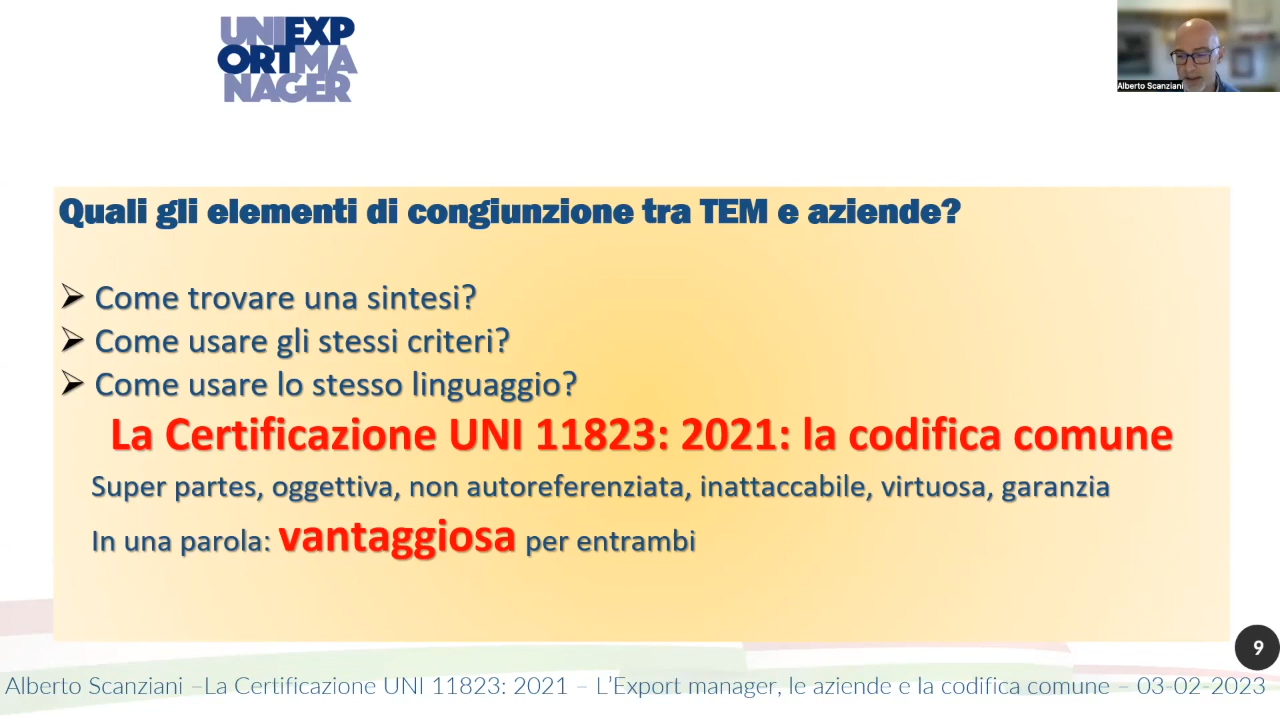 UNIEXP
ORTMA
NAGER
Alberto Scanziani
Quali gli elementi di congiunzione tra TEM e aziende?
➢ Come trovare una sintesi?
➢ Come usare gli stessi criteri?
➢ Come usare lo stesso linguaggio?
La Certificazione UNI 11823: 2021: la codifica comune
Super partes, oggettiva, non autoreferenziata, inattaccabile, virtuosa, garanzia
In una parola: vantaggiosa per entrambi
9
Alberto Scanziani –La Certificazione UNI 11823: 2021 – L’Export manager, le aziende e la codifica comune – 03-02-2023